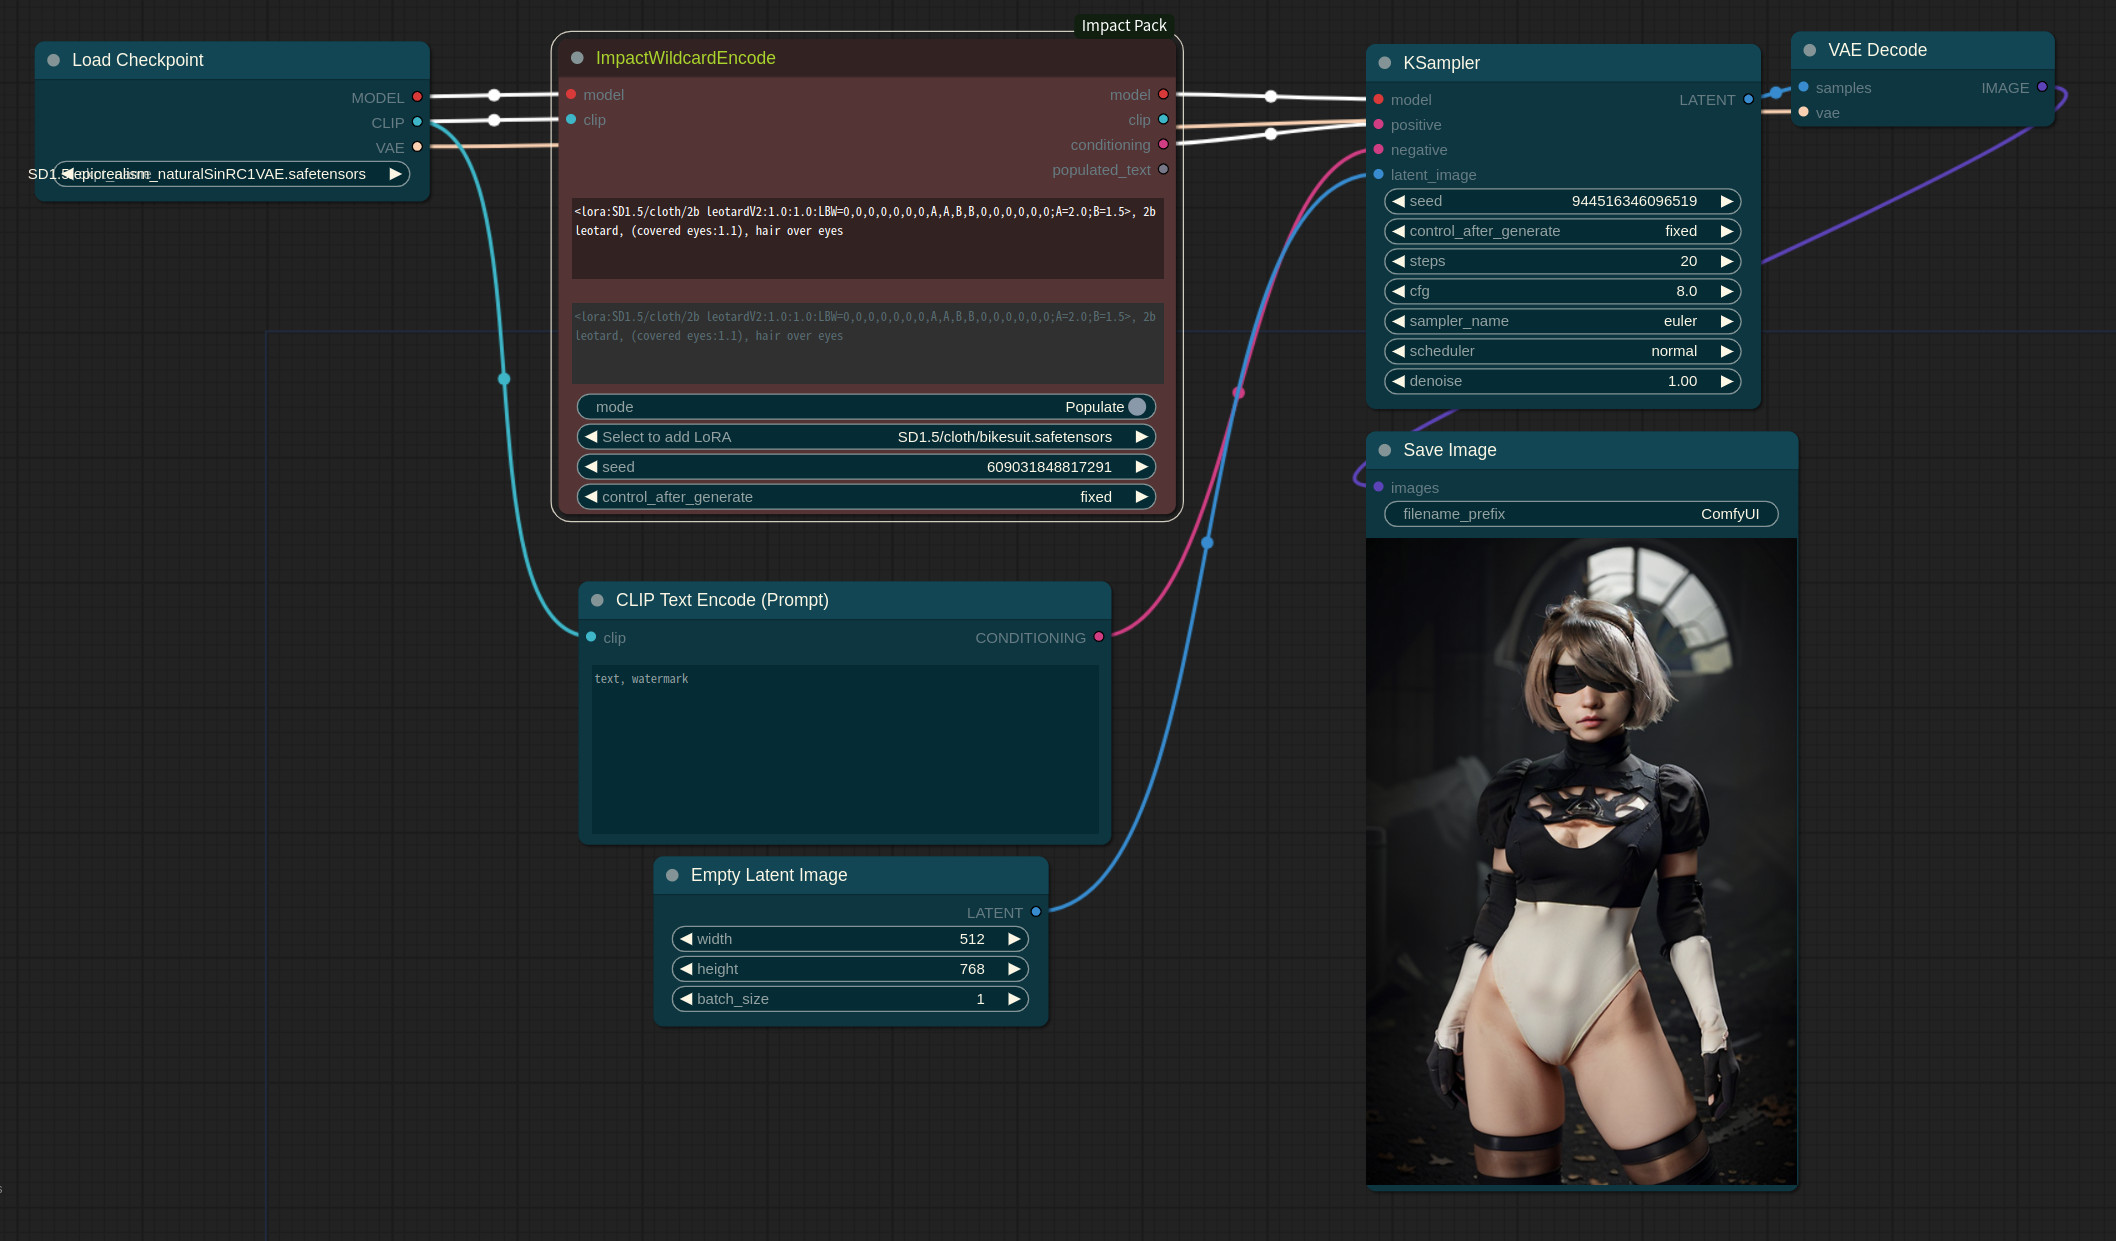 Load Checkpoint
MODEL
CLIP
VAE
epicrealism_naturalSinRC1VAE.safetensors
Impact Pack
ImpactWildcardEncode
model
clip
model
clip
conditioning
populated_text
<lora:SD1.5/cloth/2b leotardV2:1.0:1.0:LBW=0,0,0,0,0,0,0,A,A,B,B,0,0,0,0,0,0;A=2.0;B=1.5>, 2b
leotard, (covered eyes:1.1), hair over eyes
<lora:SD1.5/cloth/2b leotardV2:1.0:1.0:LBW=0,0,0,0,0,0,0,A,A,B,B,0,0,0,0,0,0;A=2.0;B=1.5>, 2b
leotard, (covered eyes:1.1), hair over eyes
mode Populate
Select to add LoRA SD1.5/cloth/bikesuit.safetensors
seed 609031848817291
control_after_generate fixed
CLIP Text Encode (Prompt)
clip CONDITIONING
text, watermark
Empty Latent Image
LATENT
width 512
height 768
batch_size 1
KSampler
model LATENT
positive
negative
latent_image
seed 944516346096519
control_after_generate fixed
steps 20
cfg 8.0
sampler_name euler
scheduler normal
denoise 1.00
VAE Decode
samples IMAGE
vae
Save Image
images
filename_prefix ComfyUI